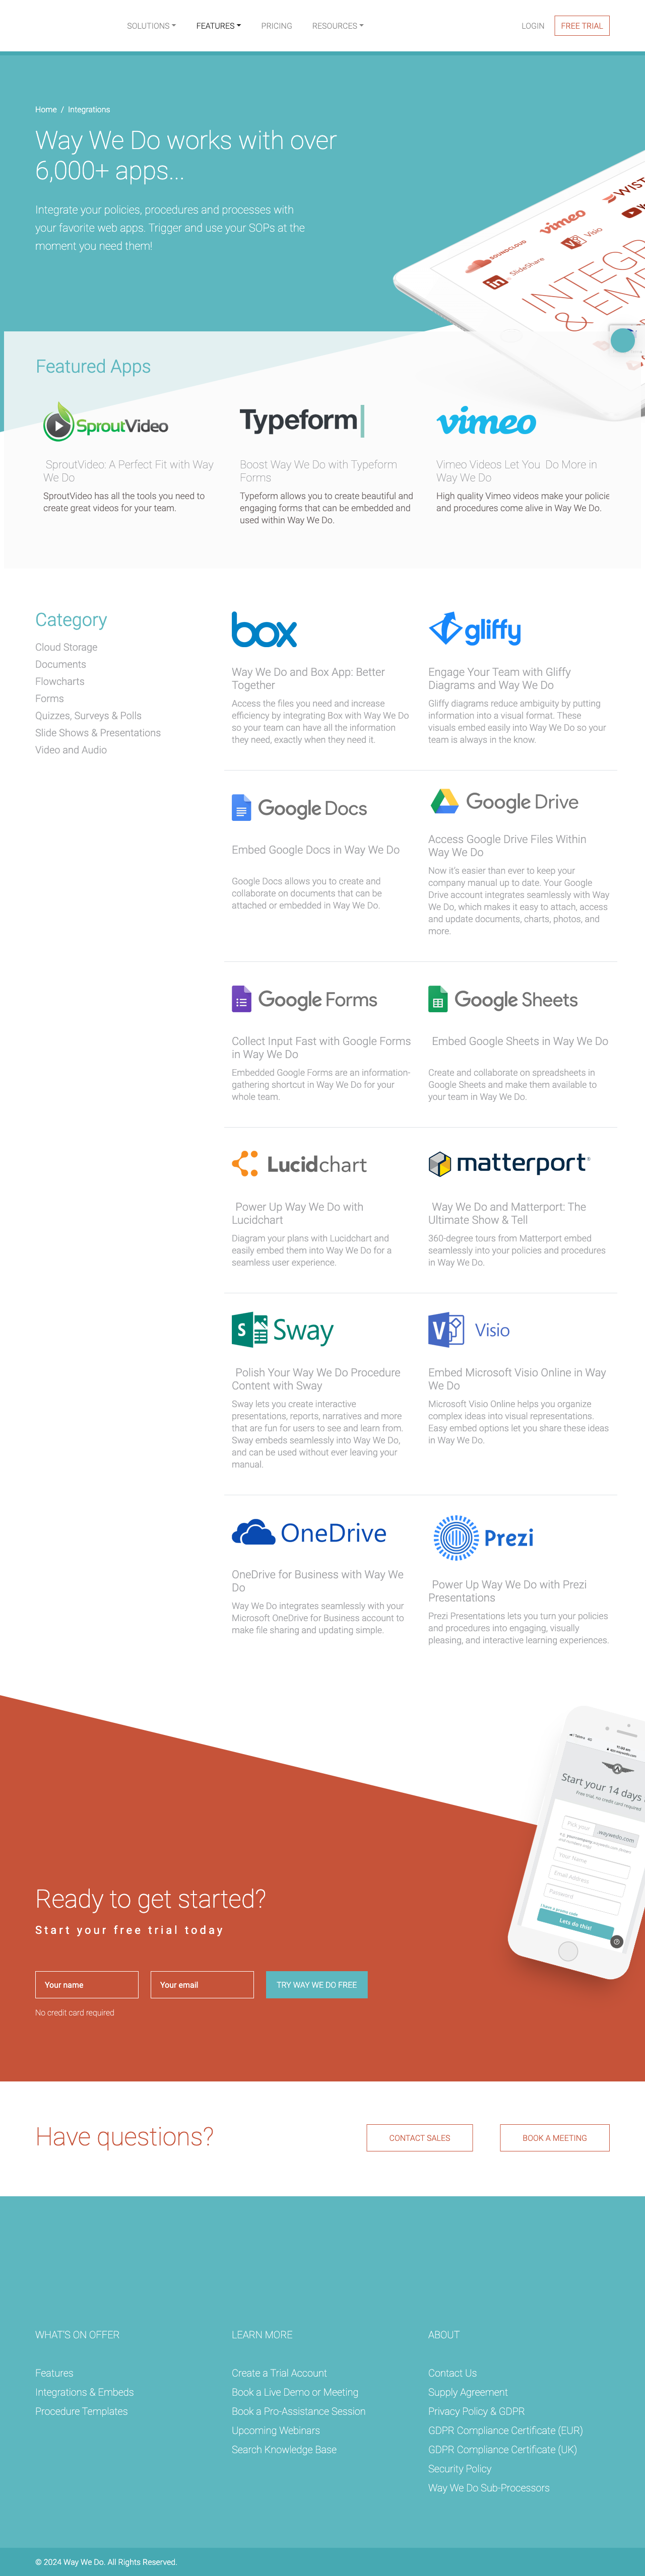 SOLUTIONS
FEATURES
PRICING
RESOURCES
LOGIN
FREE TRIAL
Home / Integrations
Way We Do works with over
6,000+ apps...
Integrate your policies, procedures and processes with
your favorite web apps. Trigger and use your SOPs at the
moment you need them!
WIST
vimeo
SOUNDCLOUD
Visio
in SlideShare
INTEGR
& EM
Featured Apps
SproutVideo
SproutVideo: A Perfect Fit with Way
We Do
SproutVideo has all the tools you need to
create great videos for your team.
Typeform
Boost Way We Do with Typeform
Forms
Typeform allows you to create beautiful and
engaging forms that can be embedded and
used within Way We Do.
vimeo
Vimeo Videos Let You Do More in
Way We Do
High quality Vimeo videos make your policie
and procedures come alive in Way We Do.
Category
Cloud Storage
Documents
Flowcharts
Forms
Quizzes, Surveys & Polls
Slide Shows & Presentations
Video and Audio
box
Way We Do and Box App: Better
Together
Access the files you need and increase
efficiency by integrating Box with Way We Do
so your team can have all the information
they need, exactly when they need it.
gliffy
Engage Your Team with Gliffy
Diagrams and Way We Do
Gliffy diagrams reduce ambiguity by putting
information into a visual format. These
visuals embed easily into Way We Do so your
team is always in the know.
Google Docs
Embed Google Docs in Way We Do
Google Docs allows you to create and
collaborate on documents that can be
attached or embedded in Way We Do.
Google Drive
Access Google Drive Files Within
Way We Do
Now it's easier than ever to keep your
company manual up to date. Your Google
Drive account integrates seamlessly with Way
We Do, which makes it easy to attach, access
and update documents, charts, photos, and
more.
Google Forms
Collect Input Fast with Google Forms
in Way We Do
Embedded Google Forms are an information-
gathering shortcut in Way We Do for your
whole team.
Google Sheets
Embed Google Sheets in Way We Do
Create and collaborate on spreadsheets in
Google Sheets and make them available to
your team in Way We Do.
Lucidchart
Power Up Way We Do with
Lucidchart
Diagram your plans with Lucidchart and
easily embed them into Way We Do for a
seamless user experience.
matterport®
Way We Do and Matterport: The
Ultimate Show & Tell
360-degree tours from Matterport embed
seamlessly into your policies and procedures
in Way We Do.
S Sway
Polish Your Way We Do Procedure
Content with Sway
Sway lets you create interactive
presentations, reports, narratives and more
that are fun for users to see and learn from.
Sway embeds seamlessly into Way We Do,
and can be used without ever leaving your
manual.
V Visio
Embed Microsoft Visio Online in Way
We Do
Microsoft Visio Online helps you organize
complex ideas into visual representations.
Easy embed options let you share these ideas
in Way We Do.
OneDrive
OneDrive for Business with Way We
Do
Way We Do integrates seamlessly with your
Microsoft OneDrive for Business account to
make file sharing and updating simple.
Prezi
Power Up Way We Do with Prezi
Presentations
Prezi Presentations lets you turn your policies
and procedures into engaging, visually
pleasing, and interactive learning experiences.
Start your 14 days
Free trial, no credit card required
Pick your
.waywedo.com
Your Name
Email Address
Password
Lets do this!
Ready to get started?
Start your free trial today
Your name
Your email
TRY WAY WE DO FREE
No credit card required
Have questions?
CONTACT SALES
BOOK A MEETING
WHAT'S ON OFFER
Features
Integrations & Embeds
Procedure Templates
LEARN MORE
Create a Trial Account
Book a Live Demo or Meeting
Book a Pro-Assistance Session
Upcoming Webinars
Search Knowledge Base
ABOUT
Contact Us
Supply Agreement
Privacy Policy & GDPR
GDPR Compliance Certificate (EUR)
GDPR Compliance Certificate (UK)
Security Policy
Way We Do Sub-Processors
© 2024 Way We Do. All Rights Reserved.